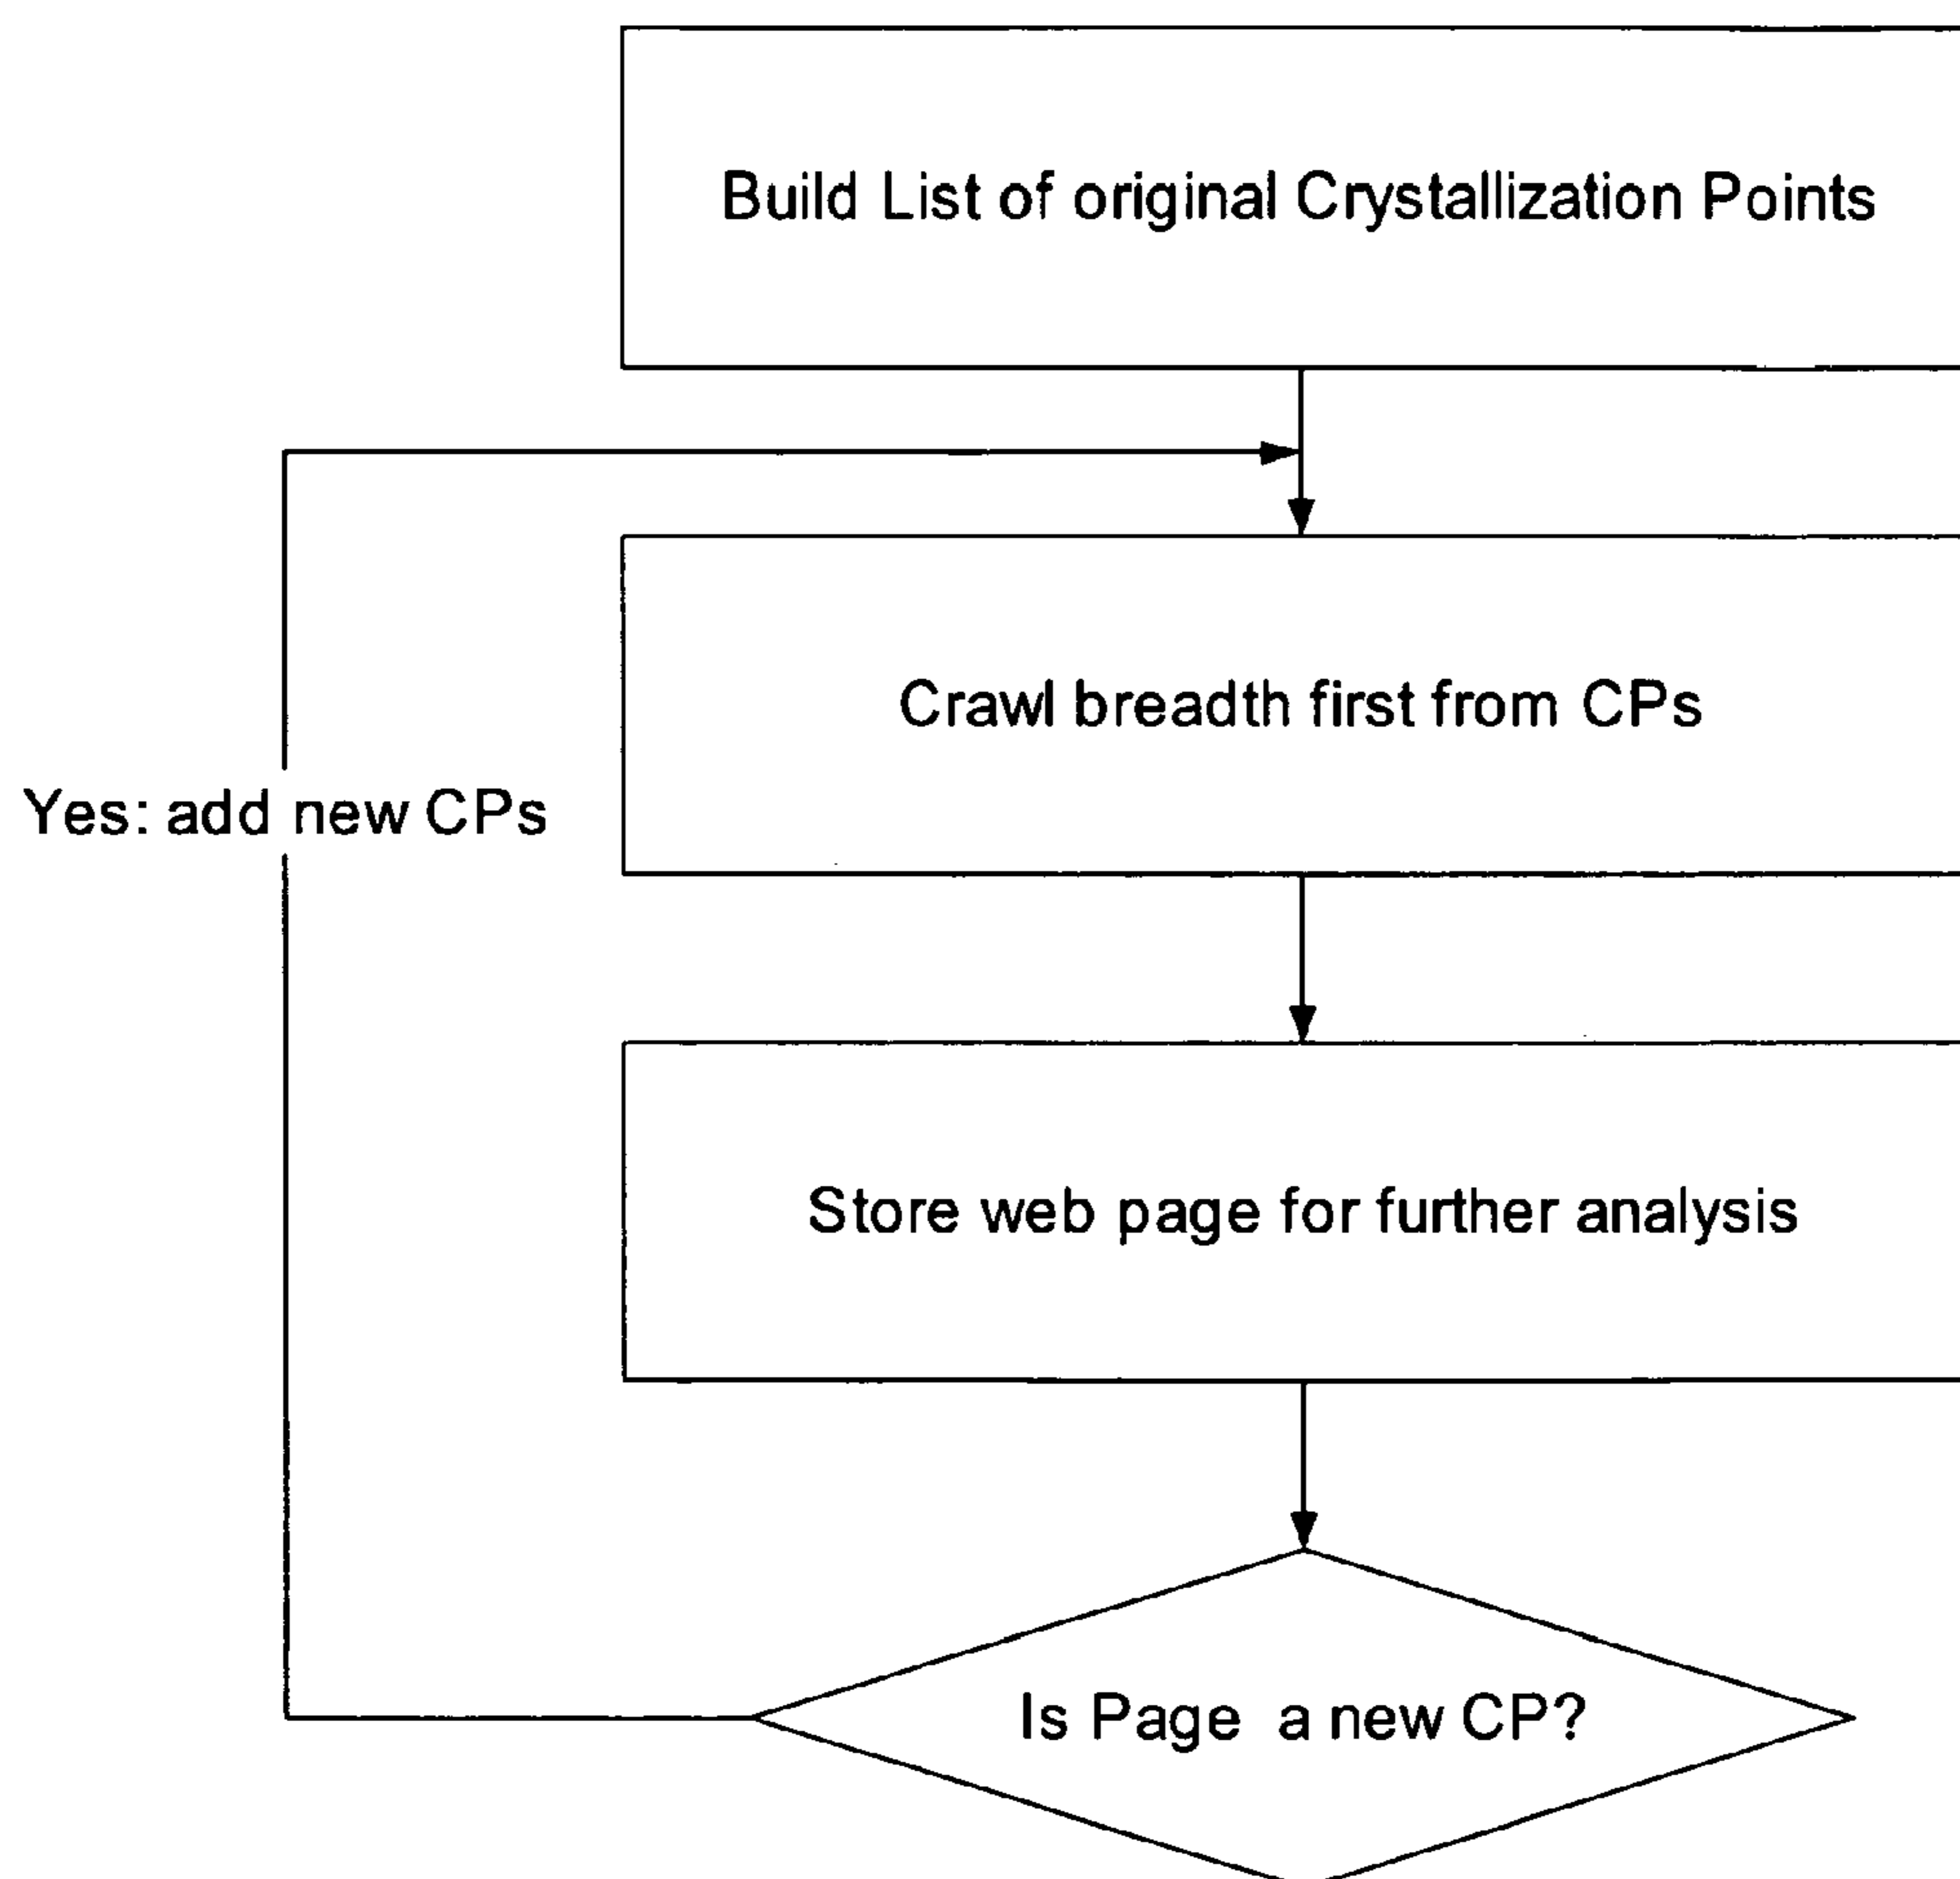 Build List of original Crystallization Points
Crawl breadth first from CPs
Yes: add new CPs
Store web page for further analysis
Is Page a new CP?